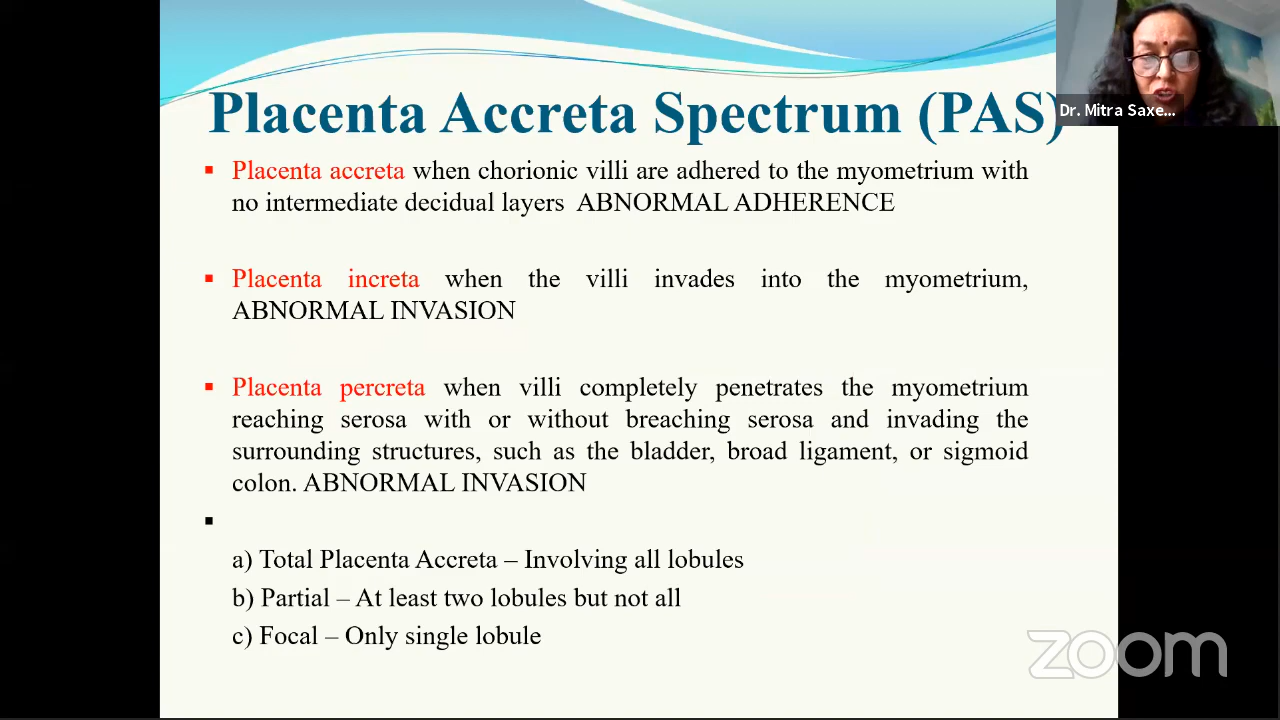 Placenta Accreta Spectrum (PAS)
Dr. Mitra Saxe...
▪ Placenta accreta when chorionic villi are adhered to the myometrium with
no intermediate decidual layers ABNORMAL ADHERENCE
▪ Placenta increta when the villi invades into the myometrium,
ABNORMAL INVASION
▪ Placenta percreta when villi completely penetrates the myometrium
reaching serosa with or without breaching serosa and invading the
surrounding structures, such as the bladder, broad ligament, or sigmoid
colon. ABNORMAL INVASION
▪
a) Total Placenta Accreta – Involving all lobules
b) Partial – At least two lobules but not all
c) Focal – Only single lobule
zoom